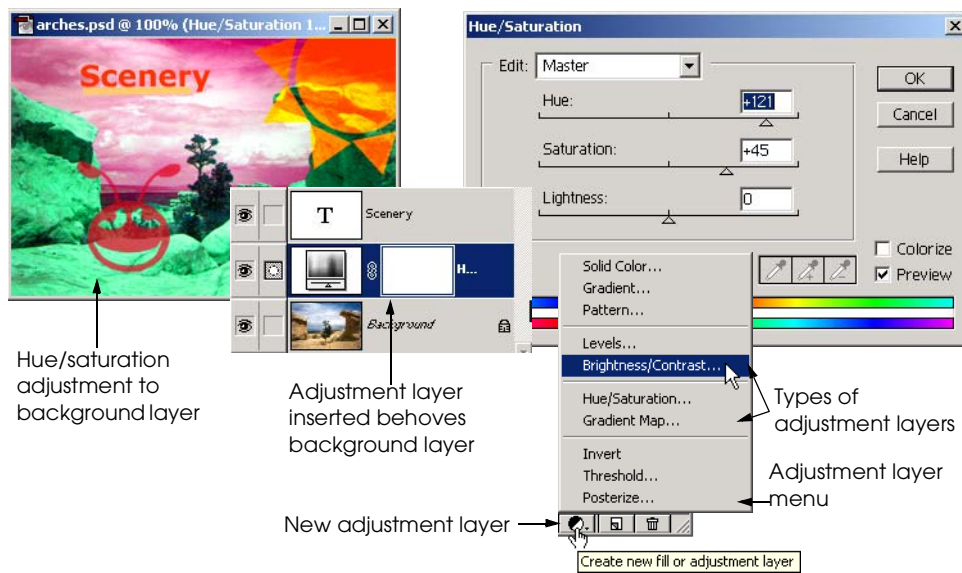 arches.psd @ 100% (Hue/Saturation 1...
Scenery
Hue/Saturation
Edit: Master
Hue: +121
Saturation: +45
Lightness: 0
OK
Cancel
Help
Colorize
Preview
T Scenery
H...
Background
Solid Color...
Gradient...
Pattern...
Levels...
Brightness/Contrast...
Hue/Saturation...
Gradient Map...
Invert
Threshold...
Posterize...
Create new fill or adjustment layer
Hue/saturation
adjustment to
background layer
Adjustment layer
inserted behoves
background layer
Types of
adjustment layers
Adjustment layer
menu
New adjustment layer